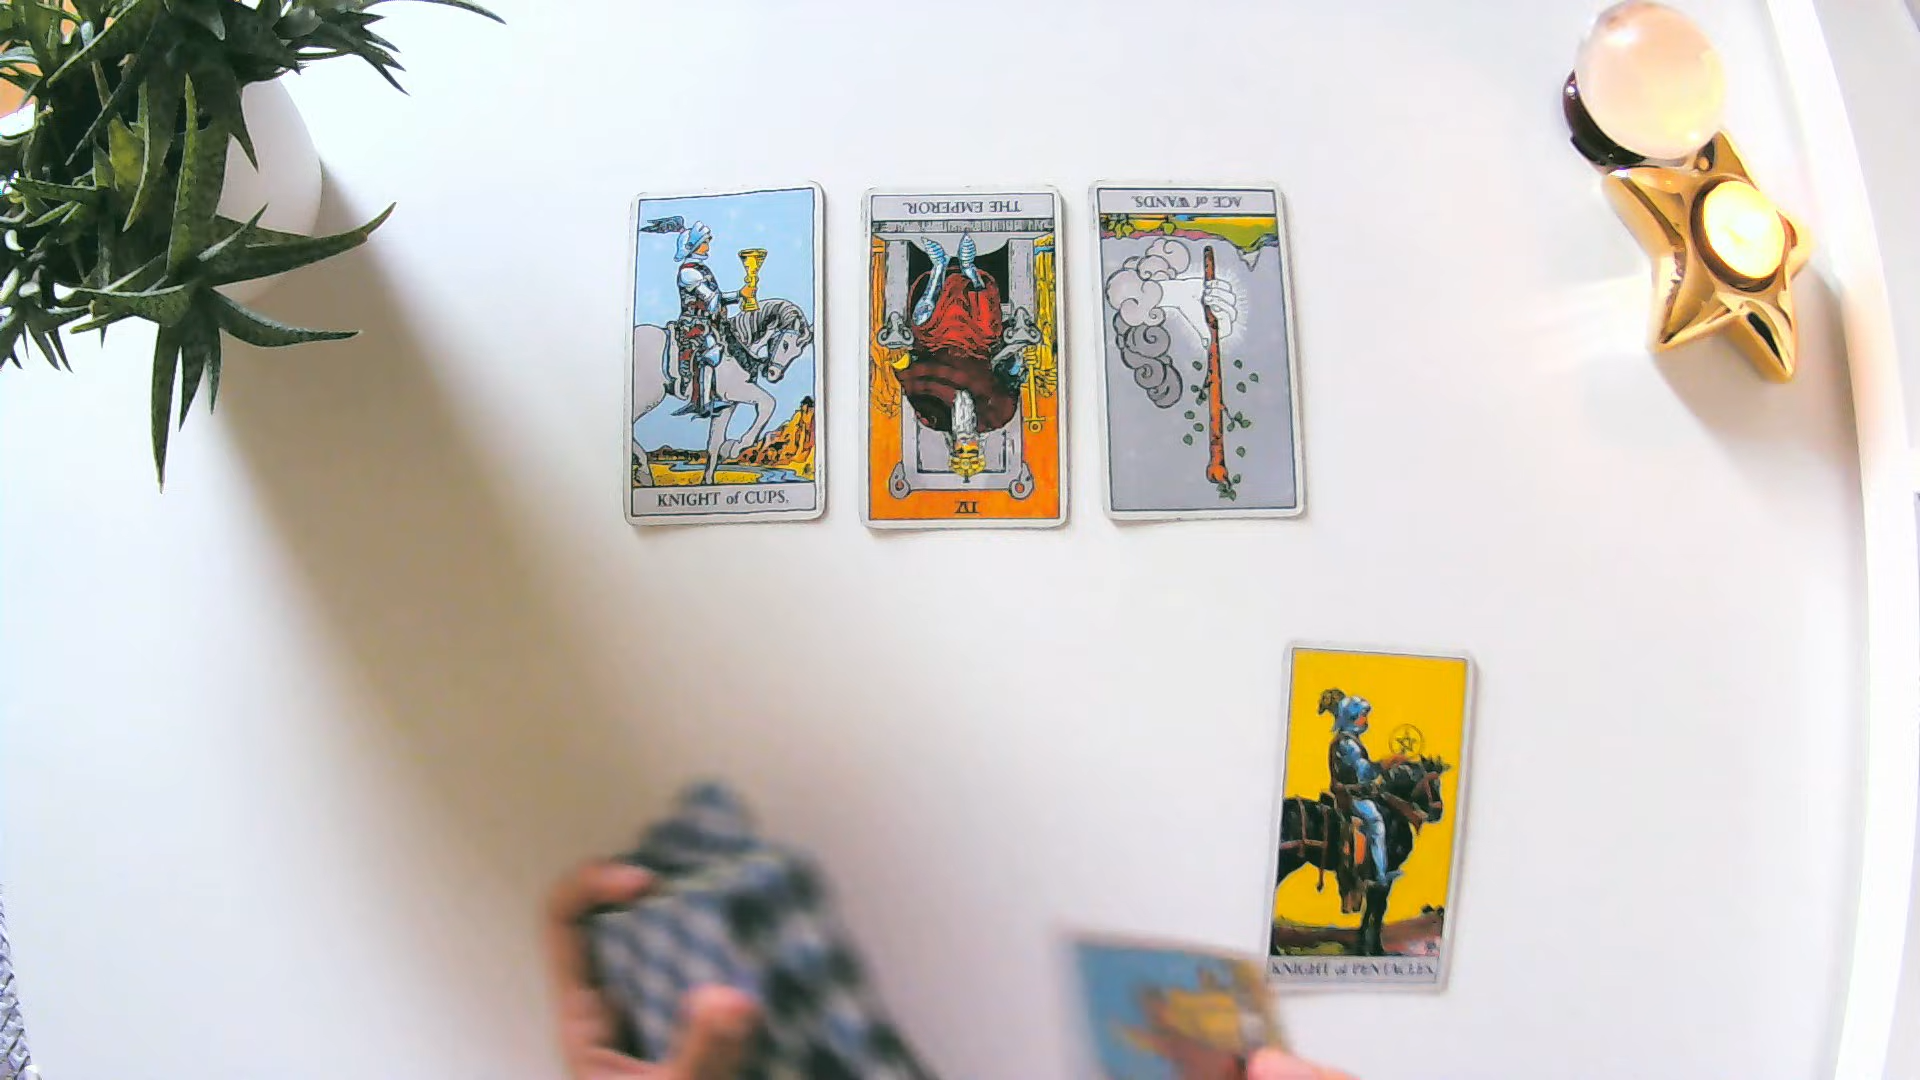 KNIGHT of CUPS.
THE EMPEROR.
IV
ACE of WANDS.
KNIGHT of PENTACLES.